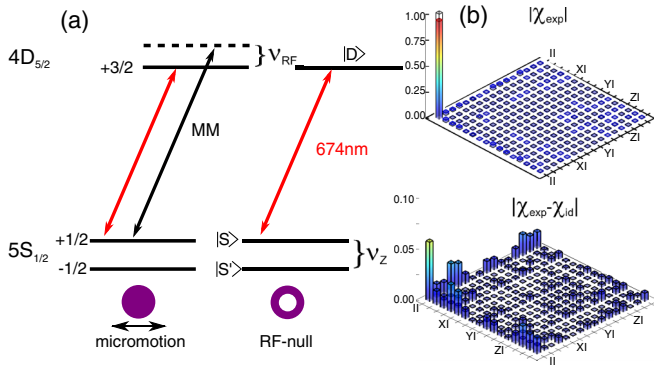 (a)
4D5/2
+3/2
νRF
|D>
MM
674nm
5S1/2
+1/2
-1/2
|S>
|S'>
νZ
micromotion
RF-null
(b)
|χexp|
1.00
0.75
0.50
0.25
0.00
II
XI
YI
ZI
II
XI
YI
ZI
|χexp-χid|
0.10
0.05
0.00
II
XI
YI
ZI
II
XI
YI
ZI